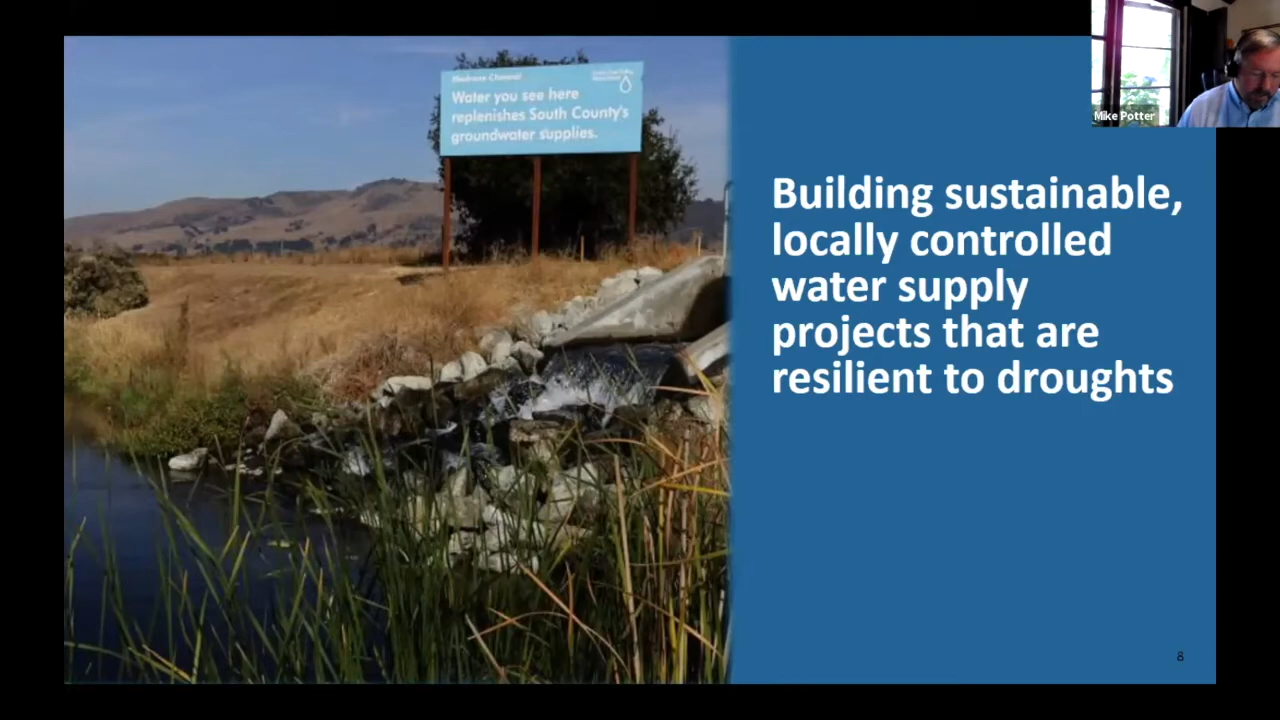 Madrone Channel
Water you see here
replenishes South County's
groundwater supplies.
Building sustainable,
locally controlled
water supply
projects that are
resilient to droughts
Mike Potter
8